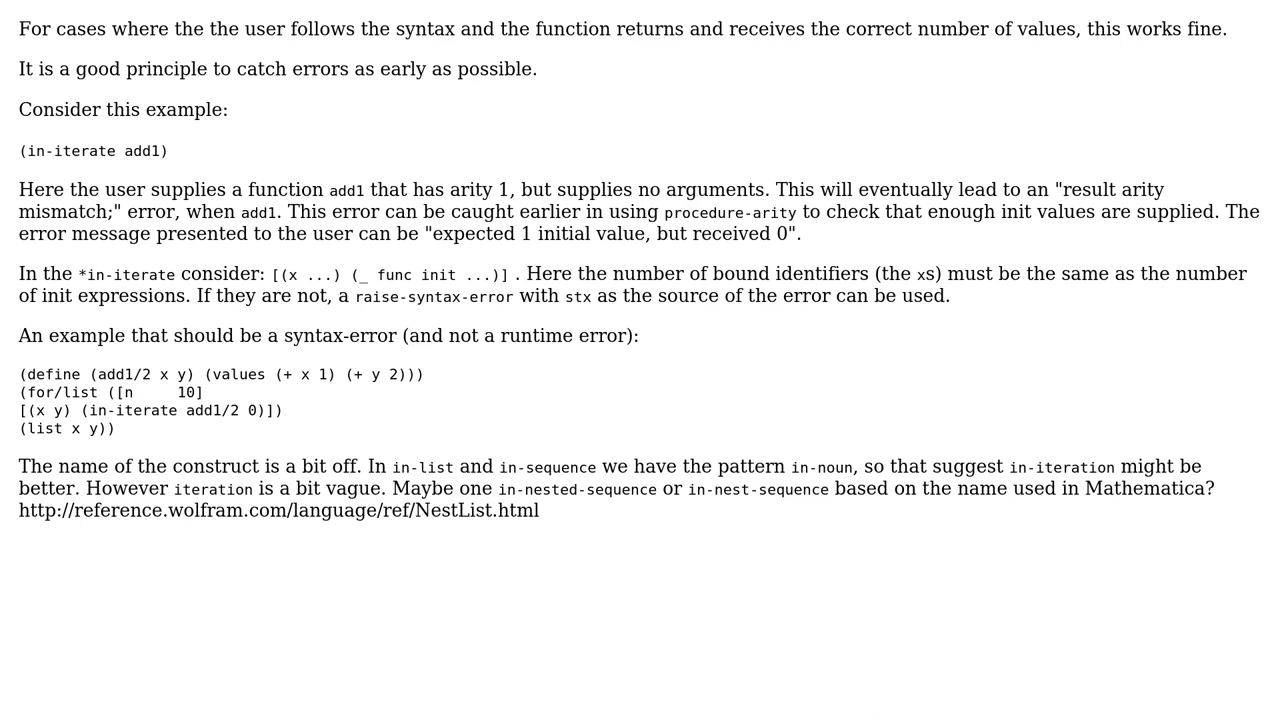 For cases where the the user follows the syntax and the function returns and receives the correct number of values, this works fine.
It is a good principle to catch errors as early as possible.
Consider this example:
(in-iterate add1)
Here the user supplies a function add1 that has arity 1, but supplies no arguments. This will eventually lead to an "result arity
mismatch;" error, when add1. This error can be caught earlier in using procedure-arity to check that enough init values are supplied. The
error message presented to the user can be "expected 1 initial value, but received 0".
In the *in-iterate consider: [(x ...) (_ func init ...)] . Here the number of bound identifiers (the xs) must be the same as the number
of init expressions. If they are not, a raise-syntax-error with stx as the source of the error can be used.
An example that should be a syntax-error (and not a runtime error):
(define (add1/2 x y) (values (+ x 1) (+ y 2)))
(for/list ([n     10]
[(x y) (in-iterate add1/2 0)])
(list x y))
The name of the construct is a bit off. In in-list and in-sequence we have the pattern in-noun, so that suggest in-iteration might be
better. However iteration is a bit vague. Maybe one in-nested-sequence or in-nest-sequence based on the name used in Mathematica?
http://reference.wolfram.com/language/ref/NestList.html